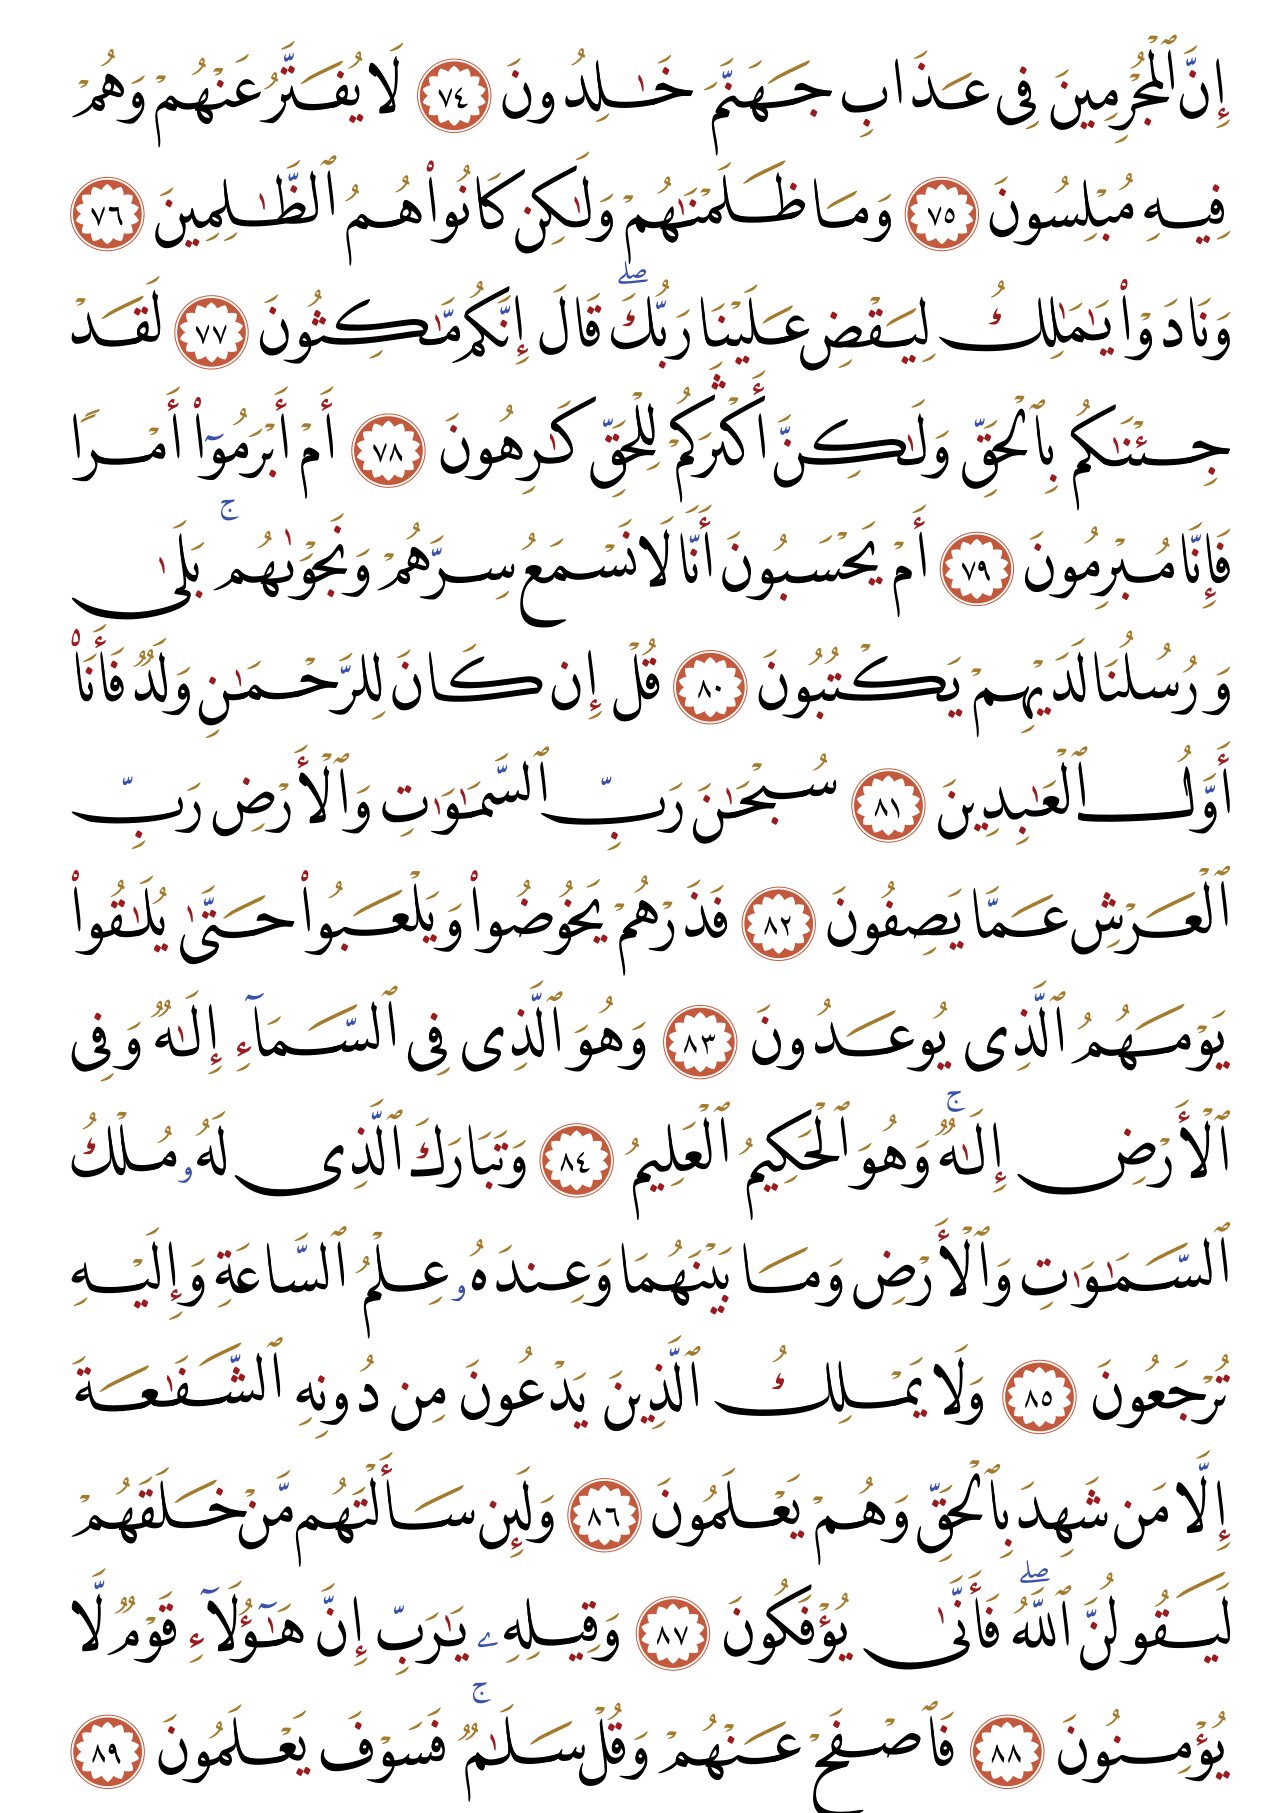 إِنَّ ٱلْمُجْرِمِينَ فِى عَذَابِ جَهَنَّمَ خَـٰلِدُونَ ٧٤ لَا يُفَتَّرُ عَنْهُمْ وَهُمْ
فِيهِ مُبْلِسُونَ ٧٥ وَمَا ظَلَمْنَـٰهُمْ وَلَـٰكِن كَانُوا۟ هُمُ ٱلظَّـٰلِمِينَ ٧٦
وَنَادَوْا۟ يَـٰمَـٰلِكُ لِيَقْضِ عَلَيْنَا رَبُّكَ ۖ قَالَ إِنَّكُم مَّـٰكِثُونَ ٧٧ لَقَدْ
جِئْنَـٰكُم بِٱلْحَقِّ وَلَـٰكِنَّ أَكْثَرَكُمْ لِلْحَقِّ كَـٰرِهُونَ ٧٨ أَمْ أَبْرَمُوٓا۟ أَمْرًا
فَإِنَّا مُبْرِمُونَ ٧٩ أَمْ يَحْسَبُونَ أَنَّا لَا نَسْمَعُ سِرَّهُمْ وَنَجْوَىٰهُم ۚ بَلَىٰ
وَرُسُلُنَا لَدَيْهِمْ يَكْتُبُونَ ٨٠ قُلْ إِن كَانَ لِلرَّحْمَـٰنِ وَلَدٌ فَأَنَا۠
أَوَّلُ ٱلْعَـٰبِدِينَ ٨١ سُبْحَـٰنَ رَبِّ ٱلسَّمَـٰوَٰتِ وَٱلْأَرْضِ رَبِّ
ٱلْعَرْشِ عَمَّا يَصِفُونَ ٨٢ فَذَرْهُمْ يَخُوضُوا۟ وَيَلْعَبُوا۟ حَتَّىٰ يُلَـٰقُوا۟
يَوْمَهُمُ ٱلَّذِى يُوعَدُونَ ٨٣ وَهُوَ ٱلَّذِى فِى ٱلسَّمَآءِ إِلَـٰهٌ وَفِى
ٱلْأَرْضِ إِلَـٰهٌ ۚ وَهُوَ ٱلْحَكِيمُ ٱلْعَلِيمُ ٨٤ وَتَبَارَكَ ٱلَّذِى لَهُۥ مُلْكُ
ٱلسَّمَـٰوَٰتِ وَٱلْأَرْضِ وَمَا بَيْنَهُمَا وَعِندَهُۥ عِلْمُ ٱلسَّاعَةِ وَإِلَيْهِ
تُرْجَعُونَ ٨٥ وَلَا يَمْلِكُ ٱلَّذِينَ يَدْعُونَ مِن دُونِهِ ٱلشَّفَـٰعَةَ
إِلَّا مَن شَهِدَ بِٱلْحَقِّ وَهُمْ يَعْلَمُونَ ٨٦ وَلَئِن سَأَلْتَهُم مَّنْ خَلَقَهُمْ
لَيَقُولُنَّ ٱللَّهُ ۖ فَأَنَّىٰ يُؤْفَكُونَ ٨٧ وَقِيلِهِۦ يَـٰرَبِّ إِنَّ هَـٰٓؤُلَآءِ قَوْمٌ لَّا
يُؤْمِنُونَ ٨٨ فَٱصْفَحْ عَنْهُمْ وَقُلْ سَلَـٰمٌ ۚ فَسَوْفَ يَعْلَمُونَ ٨٩